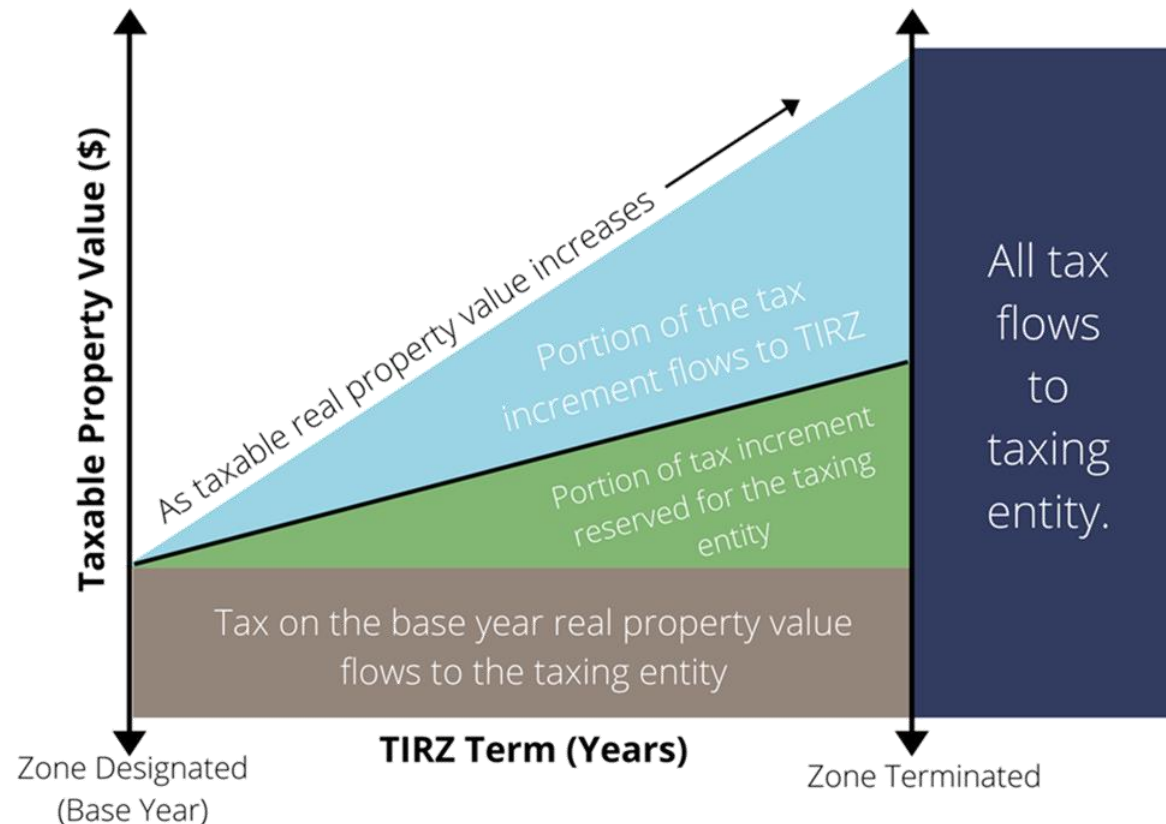 Taxable Property Value ($)
As taxable real property value increases
Portion of the tax
increment flows to TIRZ
Portion of tax increment
reserved for the taxing
entity
Tax on the base year real property value
flows to the taxing entity
All tax
flows
to
taxing
entity.
TIRZ Term (Years)
Zone Designated
(Base Year)
Zone Terminated